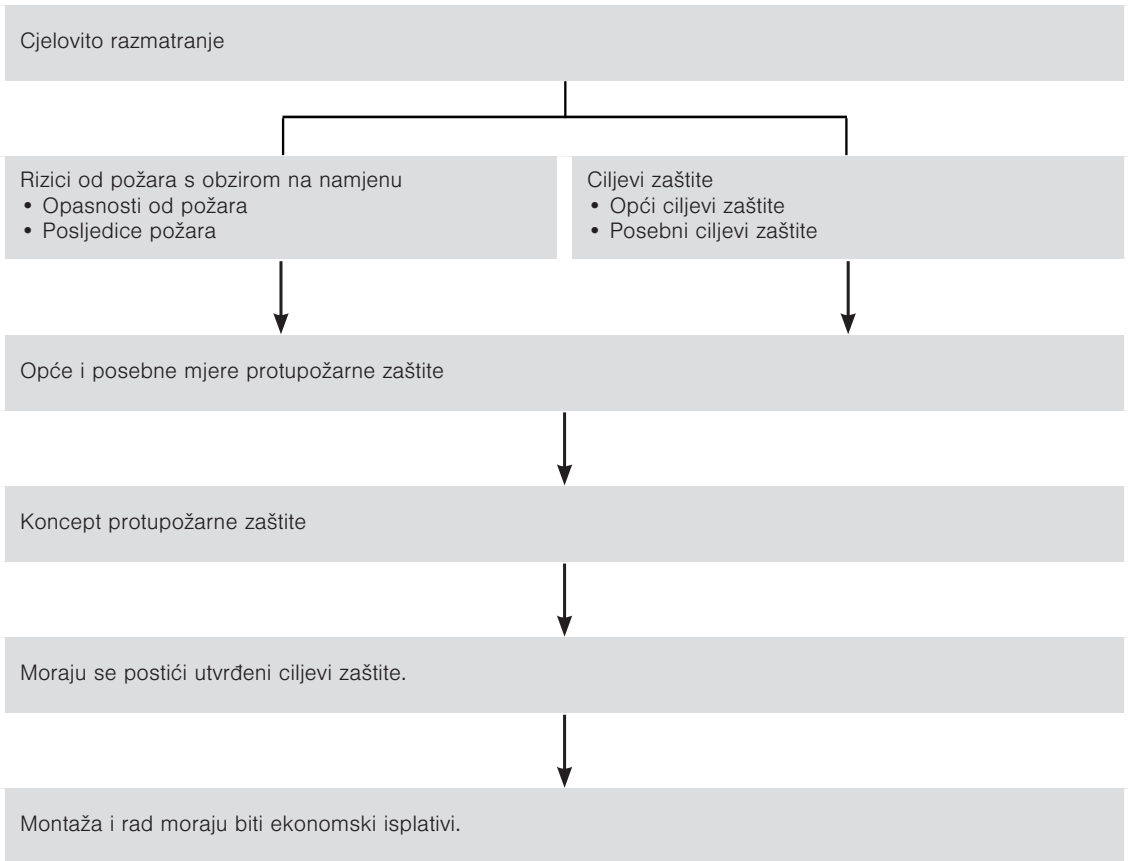 Cjelovito razmatranje
Rizici od požara s obzirom na namjenu
• Opasnosti od požara
• Posljedice požara
Ciljevi zaštite
• Opći ciljevi zaštite
• Posebni ciljevi zaštite
Opće i posebne mjere protupožarne zaštite
Koncept protupožarne zaštite
Moraju se postići utvrđeni ciljevi zaštite.
Montaža i rad moraju biti ekonomski isplativi.